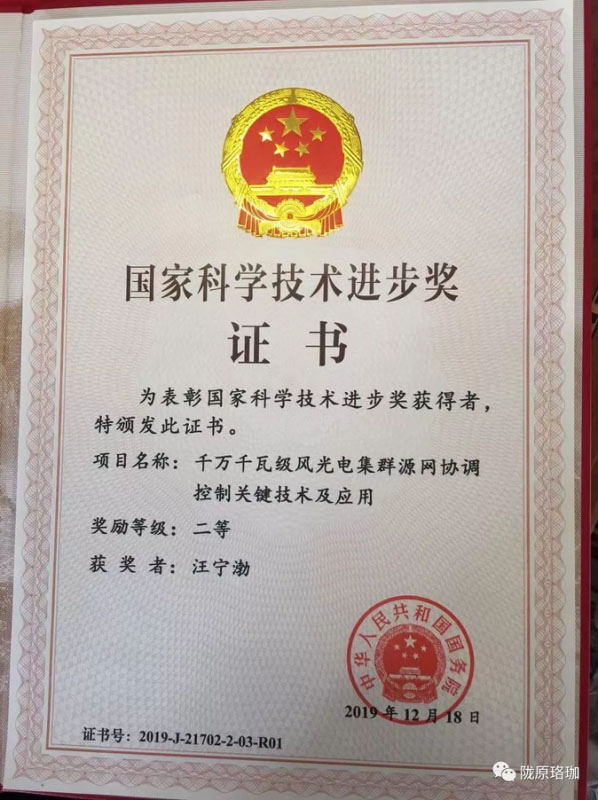 国家科学技术进步奖
证书
为表彰国家科学技术进步奖获得者，
特颁发此证书。
项目名称：千万千瓦级风光电集群源网协调
控制关键技术及应用
奖励等级：二等
获奖者：汪宁渤
中华人民共和国国务院
2019年12月18日
证书号：2019-J-21702-2-03-R01
陇原珞珈